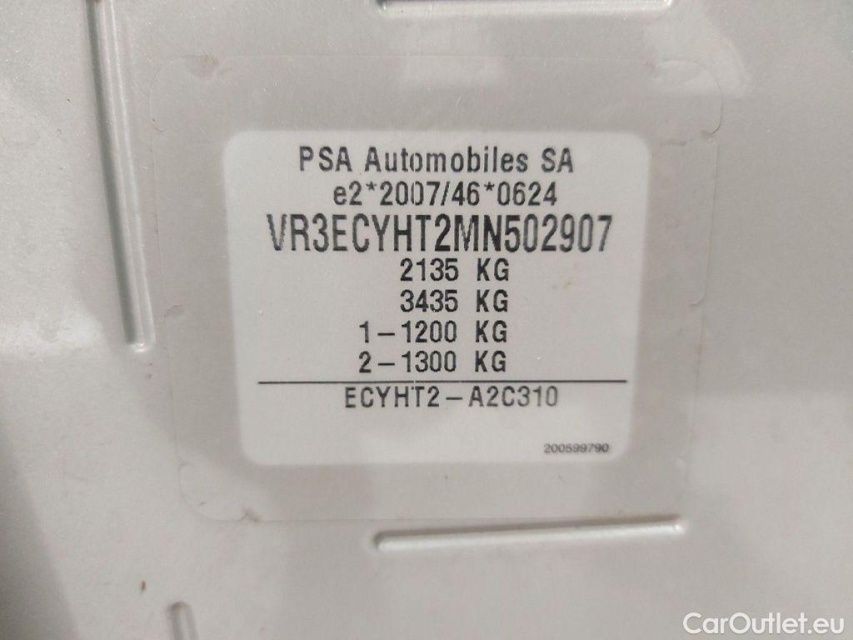 PSA Automobiles SA
e2*2007/46*0624
VR3ECYHT2MN502907
2135 KG
3435 KG
1-1200 KG
2-1300 KG
ECYHT2-A2C310
200599790
CarOutlet.eu